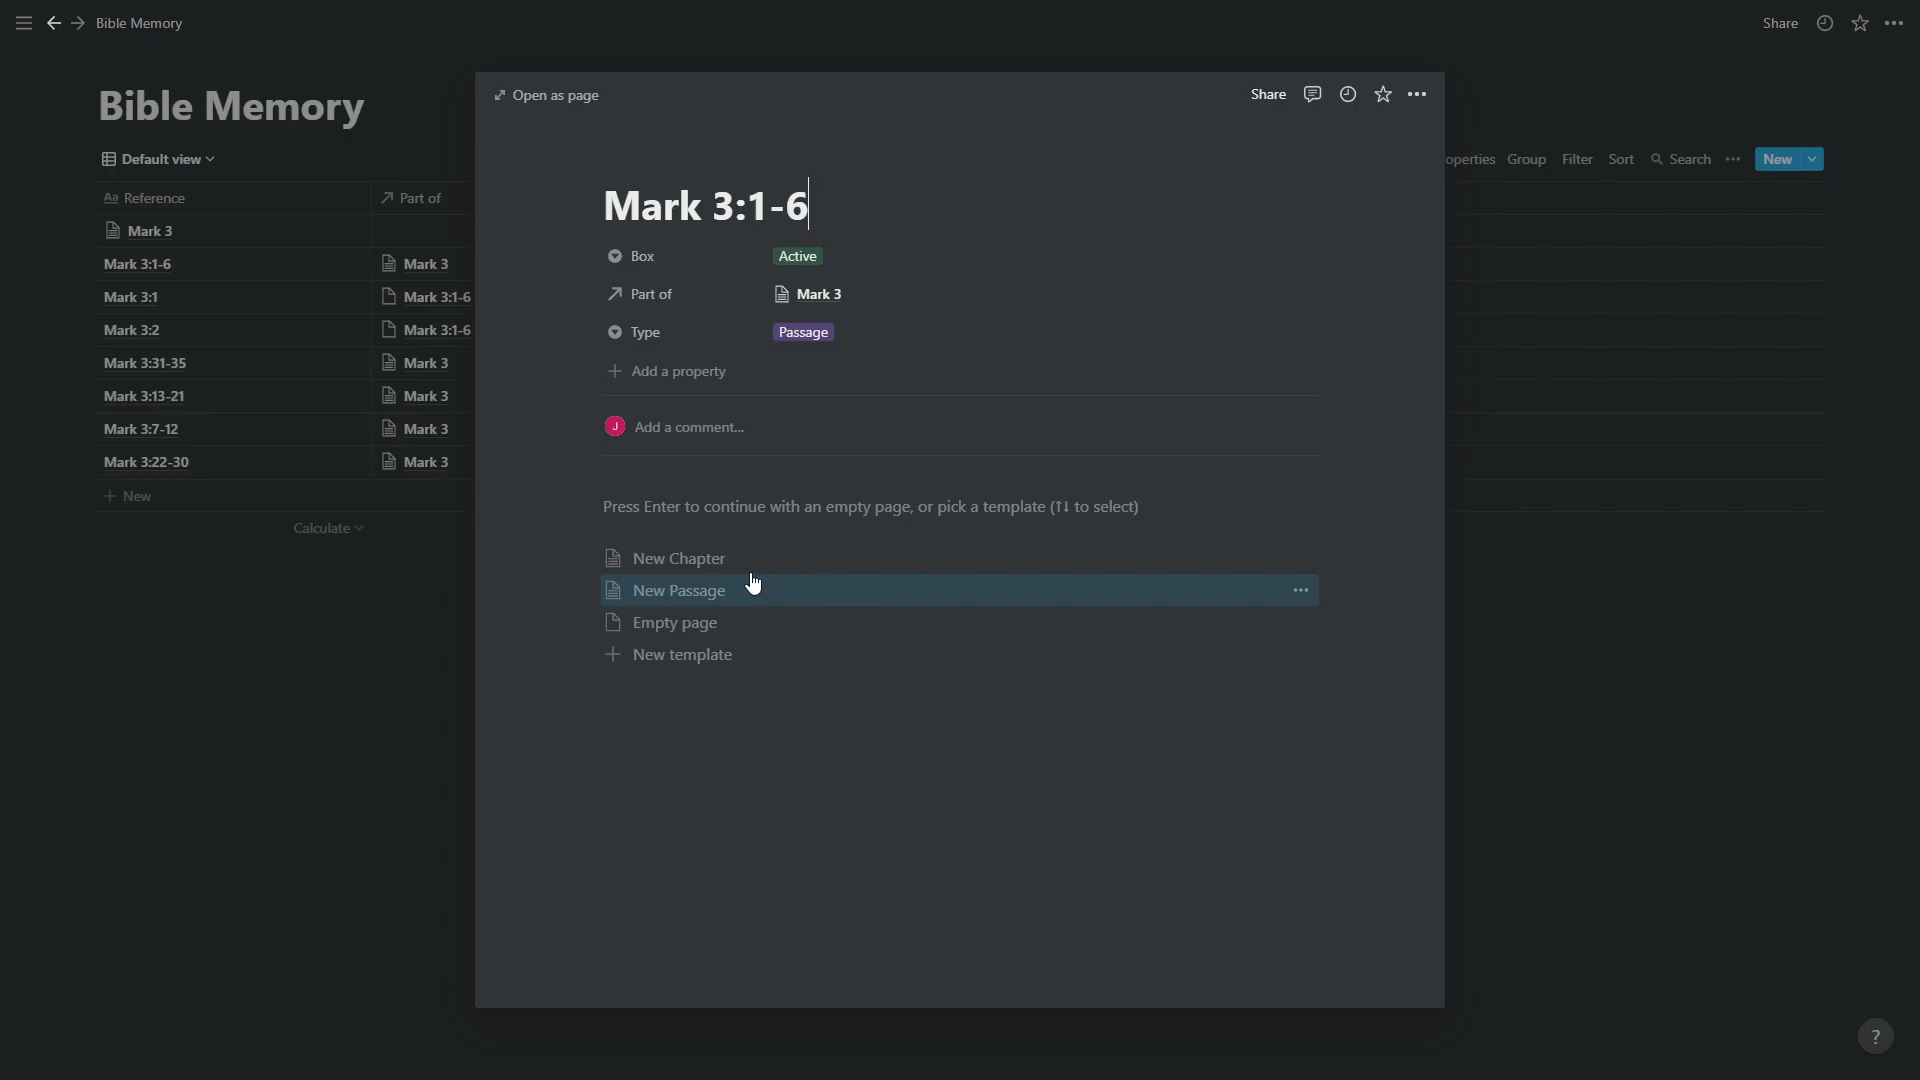 Bible Memory
Share
Bible Memory
Default view
operties Group Filter Sort Search New
Aa Reference Part of
Mark 3
Mark 3:1-6 Mark 3
Mark 3:1 Mark 3:1-6
Mark 3:2 Mark 3:1-6
Mark 3:31-35 Mark 3
Mark 3:13-21 Mark 3
Mark 3:7-12 Mark 3
Mark 3:22-30 Mark 3
+ New
Calculate
Open as page
Share
Mark 3:1-6
Box Active
Part of Mark 3
Type Passage
+ Add a property
J Add a comment...
Press Enter to continue with an empty page, or pick a template (↑↓ to select)
New Chapter
New Passage
Empty page
+ New template
?